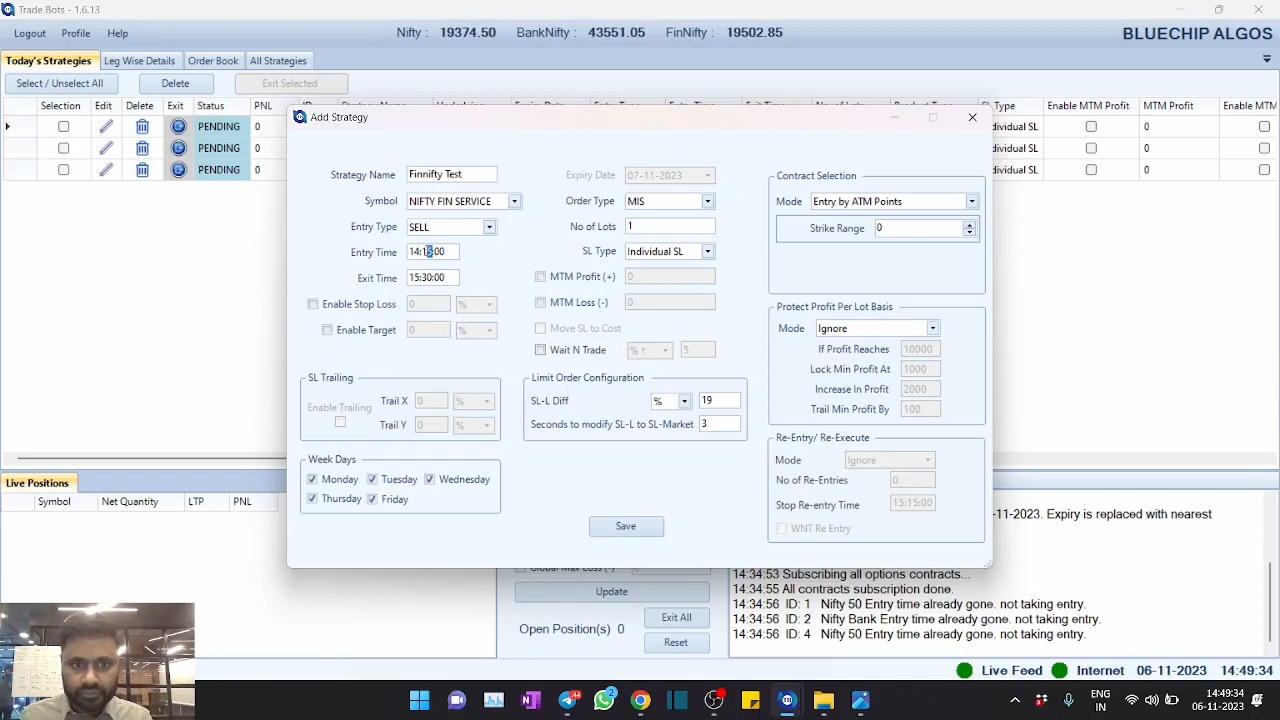 Trade Bots - 1.6.13
Logout Profile Help Nifty : 19374.50 BankNifty : 43551.05 FinNifty : 19502.85 BLUECHIP ALGOS
Today's Strategies Leg Wise Details Order Book All Strategies
Select / Unselect All Delete Exit Selected
Selection Edit Delete Exit Status PNL SL Type Enable MTM Profit MTM Profit Enable MTM
PENDING 0 ndividual SL 0
PENDING 0 ndividual SL 0
PENDING 0 ndividual SL 0
Add Strategy
Strategy Name Finnifty Test
Symbol NIFTY FIN SERVICE
Entry Type SELL
Entry Time 14:15:00
Exit Time 15:30:00
Enable Stop Loss 0 %
Enable Target 0 %
Expiry Date 07-11-2023
Order Type MIS
No of Lots 1
SL Type Individual SL
MTM Profit (+) 0
MTM Loss (-) 0
Move SL to Cost
Wait N Trade % ↑ 5
Contract Selection
Mode Entry by ATM Points
Strike Range 0
Protect Profit Per Lot Basis
Mode Ignore
If Profit Reaches 10000
Lock Min Profit At 1000
Increase In Profit 2000
Trail Min Profit By 100
SL Trailing
Enable Trailing
Trail X 0 %
Trail Y 0 %
Limit Order Configuration
SL-L Diff % 19
Seconds to modify SL-L to SL-Market 3
Re-Entry/ Re-Execute
Mode Ignore
No of Re-Entries 0
Stop Re-entry Time 15:15:00
WNT Re Entry
Week Days
Monday Tuesday Wednesday
Thursday Friday
Save
Live Positions
Symbol Net Quantity LTP PNL
-11-2023. Expiry is replaced with nearest
Global Max Loss (-)
Update
Open Position(s) 0 Exit All
Reset
14:34:53 Subscribing all options contracts...
14:34:55 All contracts subscription done.
14:34:56 ID: 1 Nifty 50 Entry time already gone. not taking entry.
14:34:56 ID: 2 Nifty Bank Entry time already gone. not taking entry.
14:34:56 ID: 4 Nifty 50 Entry time already gone. not taking entry.
Live Feed Internet 06-11-2023 14:49:34
44 2 ENG IN 14:49:34 06-11-2023